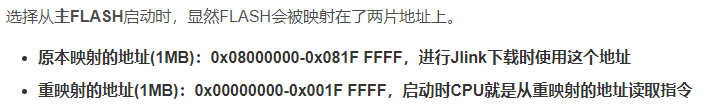 选择从主FLASH启动时，显然FLASH会被映射在了两片地址上。
• 原本映射的地址(1MB)：0x08000000-0x081F FFFF，进行Jlink下载时使用这个地址
• 重映射的地址(1MB)：0x00000000-0x001F FFFF，启动时CPU就是从重映射的地址读取指令